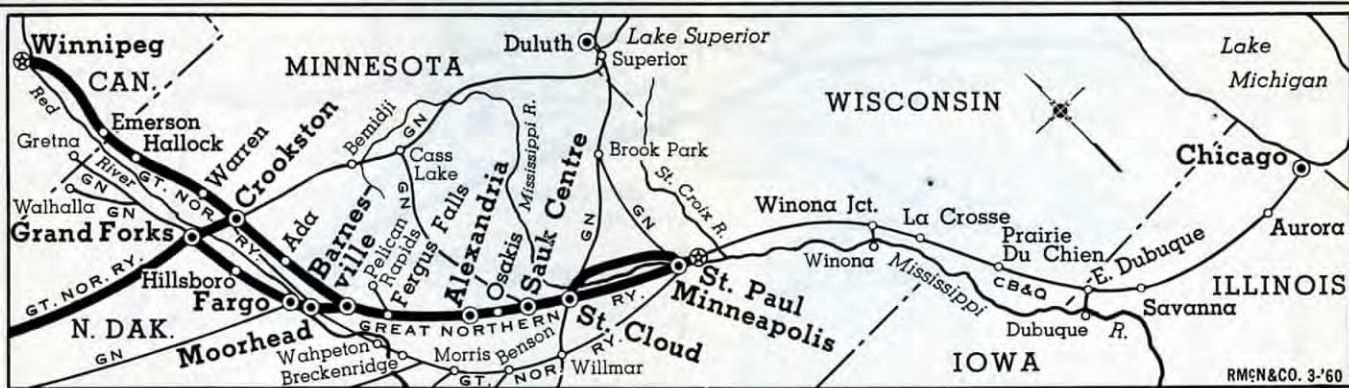 Winnipeg
CAN.
MINNESOTA
Duluth
Lake Superior
Superior
WISCONSIN
Lake
Michigan
Red
River
Gretna
Emerson
Hallock
Warren
Crookston
Bemidji
GN
Cass
Lake
Mississippi R.
Brook Park
St. Croix R.
Chicago
Walhalla
GN
GN
GT. NOR.
RY.
Grand Forks
Ada
Barnes-
ville
Pelican
Rapids
GN
Fergus Falls
Alexandria
Osakis
Sauk Centre
GN
GN
Winona Jct.
La Crosse
Prairie
Du Chien
E. Dubuque
Aurora
Winona
Mississippi
R.
CB&Q
Savanna
ILLINOIS
Dubuque
IOWA
GT. NOR. RY.
Hillsboro
Fargo
N. DAK.
GN
Moorhead
GREAT NORTHERN
RY.
St. Paul
Minneapolis
St. Cloud
Wahpeton
Breckenridge
Morris
Benson
GT. NOR. RY.
Willmar
RMCN&CO. 3-'60